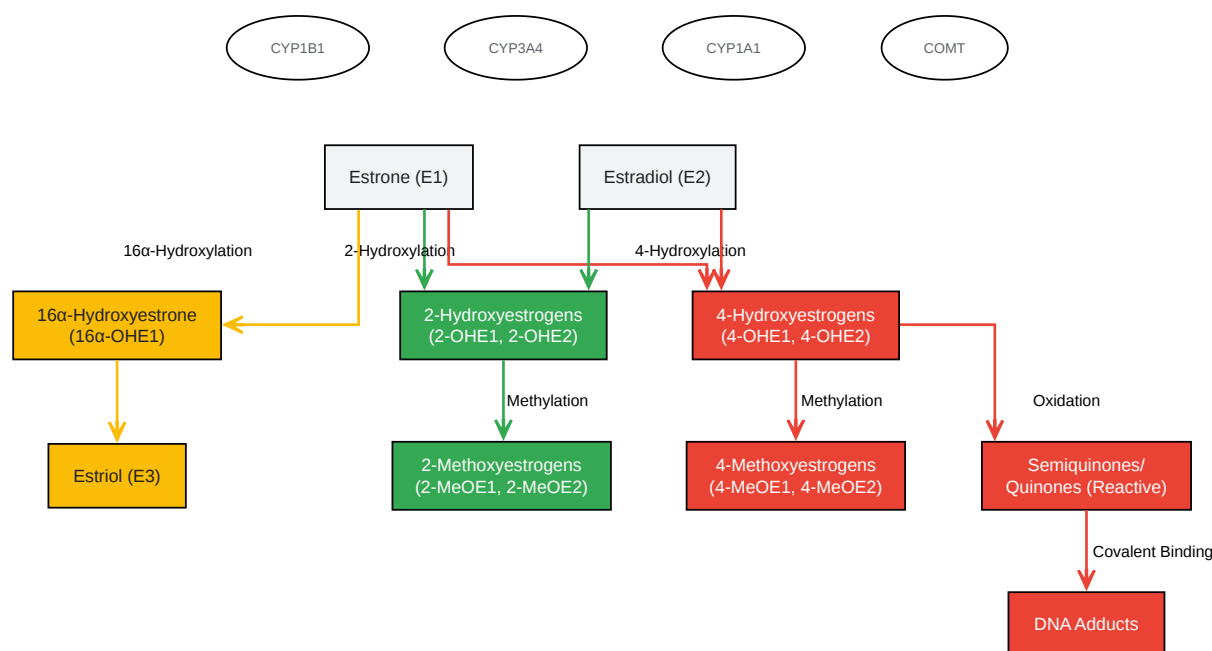 CYP1B1
CYP3A4
CYP1A1
COMT
Estrone (E1)
Estradiol (E2)
16α-Hydroxylation
2-Hydroxylation
4-Hydroxylation
16α-Hydroxyestrone
(16α-OHE1)
2-Hydroxyestrogens
(2-OHE1, 2-OHE2)
4-Hydroxyestrogens
(4-OHE1, 4-OHE2)
Methylation
Methylation
Oxidation
Estriol (E3)
2-Methoxyestrogens
(2-MeOE1, 2-MeOE2)
4-Methoxyestrogens
(4-MeOE1, 4-MeOE2)
Semiquinones/
Quinones (Reactive)
Covalent Binding
DNA Adducts